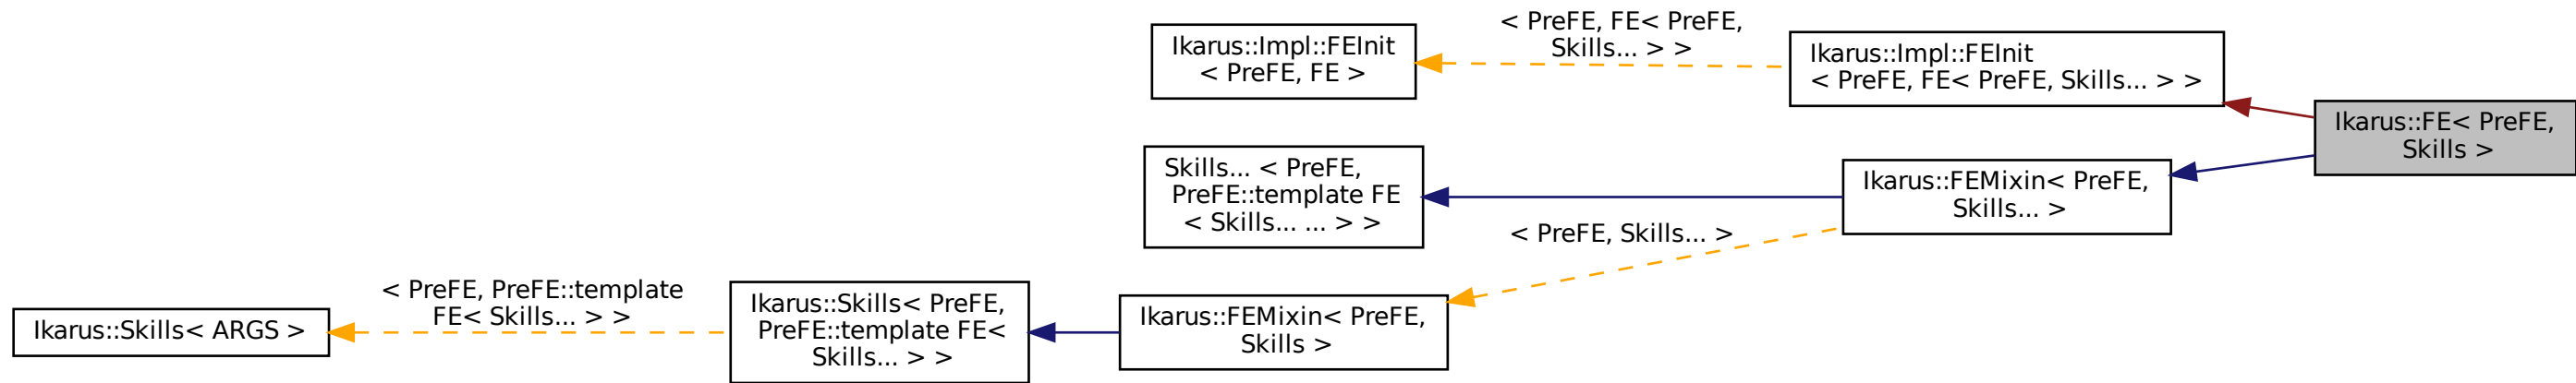 Ikarus::Impl::FEInit
< PreFE, FE >
< PreFE, FE< PreFE,
Skills... > >
Ikarus::Impl::FEInit
< PreFE, FE< PreFE, Skills... > >
Ikarus::FE< PreFE,
Skills >
Skills... < PreFE,
PreFE::template FE
< Skills... ... > >
Ikarus::FEMixin< PreFE,
Skills... >
< PreFE, Skills... >
Ikarus::Skills< ARGS >
< PreFE, PreFE::template
FE< Skills... > >
Ikarus::Skills< PreFE,
PreFE::template FE<
Skills... > >
Ikarus::FEMixin< PreFE,
Skills >